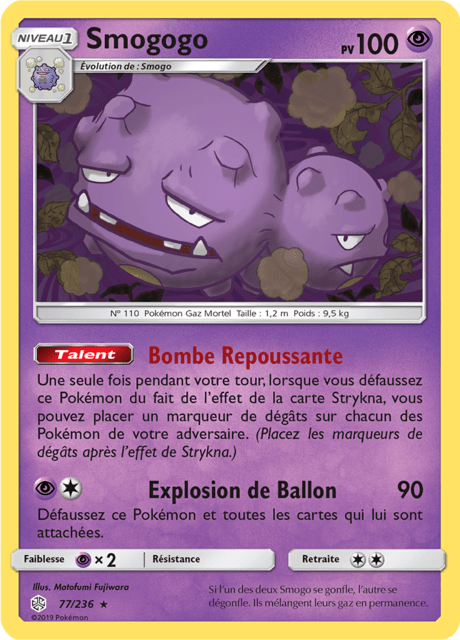 NIVEAU 1
Smogogo
PV 100
Évolution de : Smogo
N° 110 Pokémon Gaz Mortel Taille : 1,2 m Poids : 9,5 kg
Talent Bombe Repoussante
Une seule fois pendant votre tour, lorsque vous défaussez
ce Pokémon du fait de l'effet de la carte Strykna, vous
pouvez placer un marqueur de dégâts sur chacun des
Pokémon de votre adversaire. (Placez les marqueurs de
dégâts après l'effet de Strykna.)
Explosion de Ballon 90
Défaussez ce Pokémon et toutes les cartes qui lui sont
attachées.
Faiblesse ×2 Résistance Retraite
Illus. Motofumi Fujiwara
77/236 ★
©2019 Pokémon
Si l'un des deux Smogo se gonfle, l'autre se
dégonfle. Ils mélangent leurs gaz en permanence.